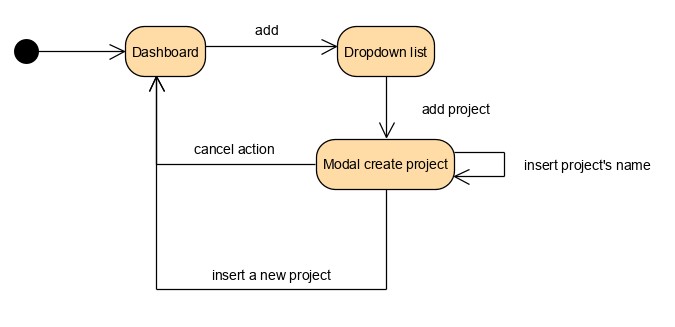 add
Dashboard
Dropdown list
add project
cancel action
Modal create project
insert project's name
insert a new project